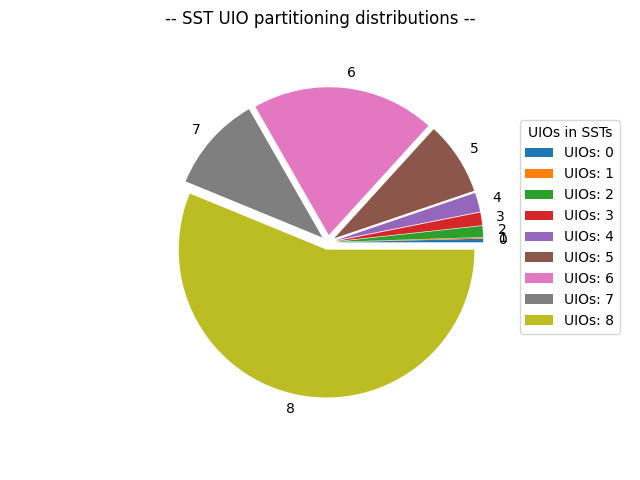 -- SST UIO partitioning distributions --
6
7
5
4
3
2
1
0
8
UIOs in SSTs
UIOs: 0
UIOs: 1
UIOs: 2
UIOs: 3
UIOs: 4
UIOs: 5
UIOs: 6
UIOs: 7
UIOs: 8